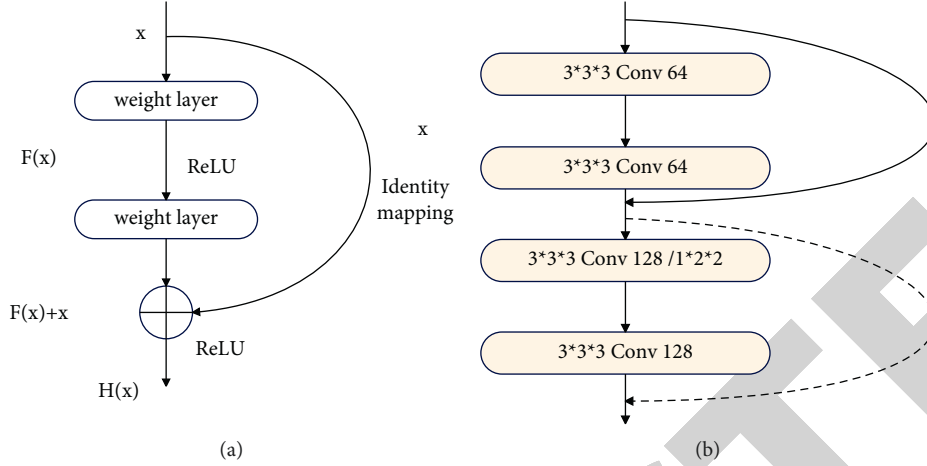 x
weight layer
F(x)
ReLU
weight layer
F(x)+x
ReLU
H(x)
x
Identity
mapping
(a)
3*3*3 Conv 64
3*3*3 Conv 64
3*3*3 Conv 128 /1*2*2
3*3*3 Conv 128
(b)